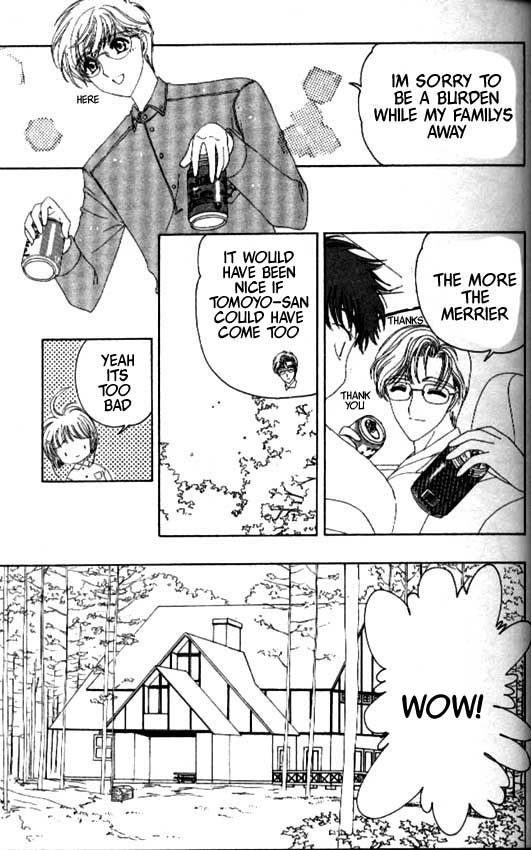 IM SORRY TO
BE A BURDEN
WHILE MY FAMILYS
AWAY
HERE
THE MORE
THE
MERRIER
THANKS
THANK
YOU
IT WOULD
HAVE BEEN
NICE IF
TOMOYO-SAN
COULD HAVE
COME TOO
YEAH
ITS
TOO
BAD
WOW!